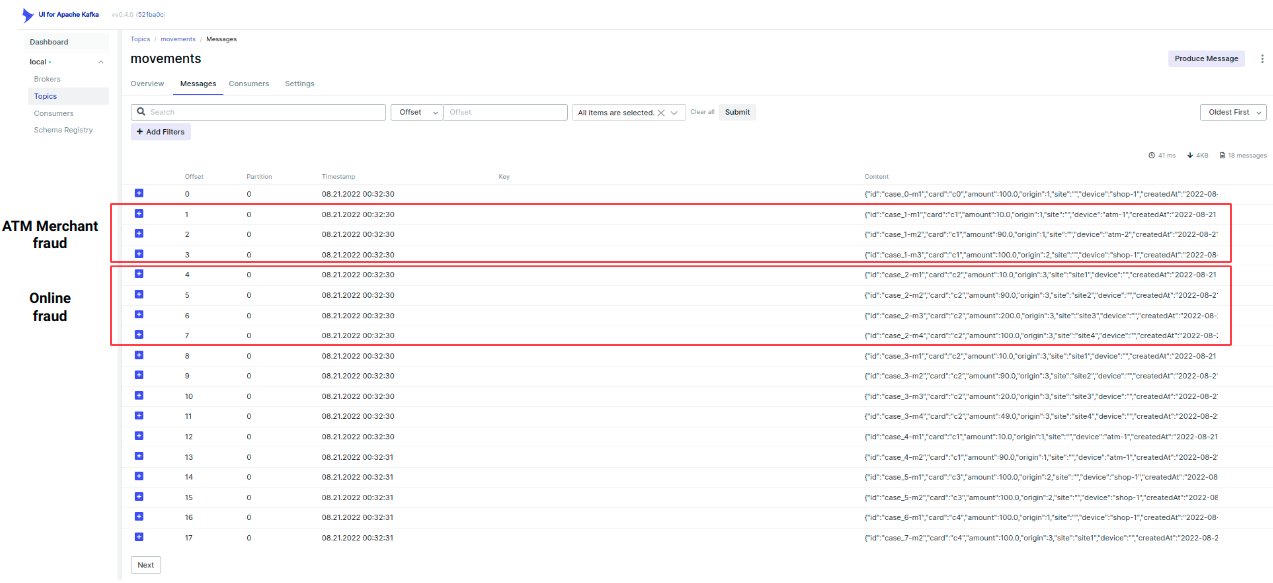 UI for Apache Kafka vv0.4.0 (521ba0c)
Dashboard
local
Brokers
Topics
Consumers
Schema Registry
Topics / movements / Messages
movements
Produce Message
Overview Messages Consumers Settings
Search Offset Offset All items are selected. Clear all Submit Oldest First
+ Add Filters
41 ms 4KB 18 messages
Offset Partition Timestamp Key Content
0 0 08.21.2022 00:32:30 {"id":"case_0-m1","card":"c0","amount":100.0,"origin":1,"site":"","device":"shop-1","createdAt":"2022-08-
ATM Merchant
fraud
1 0 08.21.2022 00:32:30 {"id":"case_1-m1","card":"c1","amount":10.0,"origin":1,"site":"","device":"atm-1","createdAt":"2022-08-21
2 0 08.21.2022 00:32:30 {"id":"case_1-m2","card":"c1","amount":90.0,"origin":1,"site":"","device":"atm-2","createdAt":"2022-08-2
3 0 08.21.2022 00:32:30 {"id":"case_1-m3","card":"c1","amount":100.0,"origin":2,"site":"","device":"shop-1","createdAt":"2022-08-
Online
fraud
4 0 08.21.2022 00:32:30 {"id":"case_2-m1","card":"c2","amount":10.0,"origin":3,"site":"site1","device":"","createdAt":"2022-08-21
5 0 08.21.2022 00:32:30 {"id":"case_2-m2","card":"c2","amount":90.0,"origin":3,"site":"site2","device":"","createdAt":"2022-08-2
6 0 08.21.2022 00:32:30 {"id":"case_2-m3","card":"c2","amount":200.0,"origin":3,"site":"site3","device":"","createdAt":"2022-08-
7 0 08.21.2022 00:32:30 {"id":"case_2-m4","card":"c2","amount":100.0,"origin":3,"site":"site4","device":"","createdAt":"2022-08-2
8 0 08.21.2022 00:32:30 {"id":"case_3-m1","card":"c2","amount":10.0,"origin":3,"site":"site1","device":"","createdAt":"2022-08-21
9 0 08.21.2022 00:32:30 {"id":"case_3-m2","card":"c2","amount":90.0,"origin":3,"site":"site2","device":"","createdAt":"2022-08-2
10 0 08.21.2022 00:32:30 {"id":"case_3-m3","card":"c2","amount":20.0,"origin":3,"site":"site3","device":"","createdAt":"2022-08-2
11 0 08.21.2022 00:32:30 {"id":"case_3-m4","card":"c2","amount":49.0,"origin":3,"site":"site4","device":"","createdAt":"2022-08-2
12 0 08.21.2022 00:32:30 {"id":"case_4-m1","card":"c1","amount":10.0,"origin":1,"site":"","device":"atm-1","createdAt":"2022-08-21
13 0 08.21.2022 00:32:31 {"id":"case_4-m2","card":"c1","amount":90.0,"origin":1,"site":"","device":"atm-1","createdAt":"2022-08-2
14 0 08.21.2022 00:32:31 {"id":"case_5-m1","card":"c3","amount":100.0,"origin":2,"site":"","device":"shop-1","createdAt":"2022-08
15 0 08.21.2022 00:32:31 {"id":"case_5-m2","card":"c3","amount":100.0,"origin":2,"site":"","device":"shop-1","createdAt":"2022-08
16 0 08.21.2022 00:32:31 {"id":"case_6-m1","card":"c4","amount":100.0,"origin":1,"site":"","device":"shop-1","createdAt":"2022-08-
17 0 08.21.2022 00:32:31 {"id":"case_7-m2","card":"c4","amount":100.0,"origin":3,"site":"site1","device":"","createdAt":"2022-08-2
Next